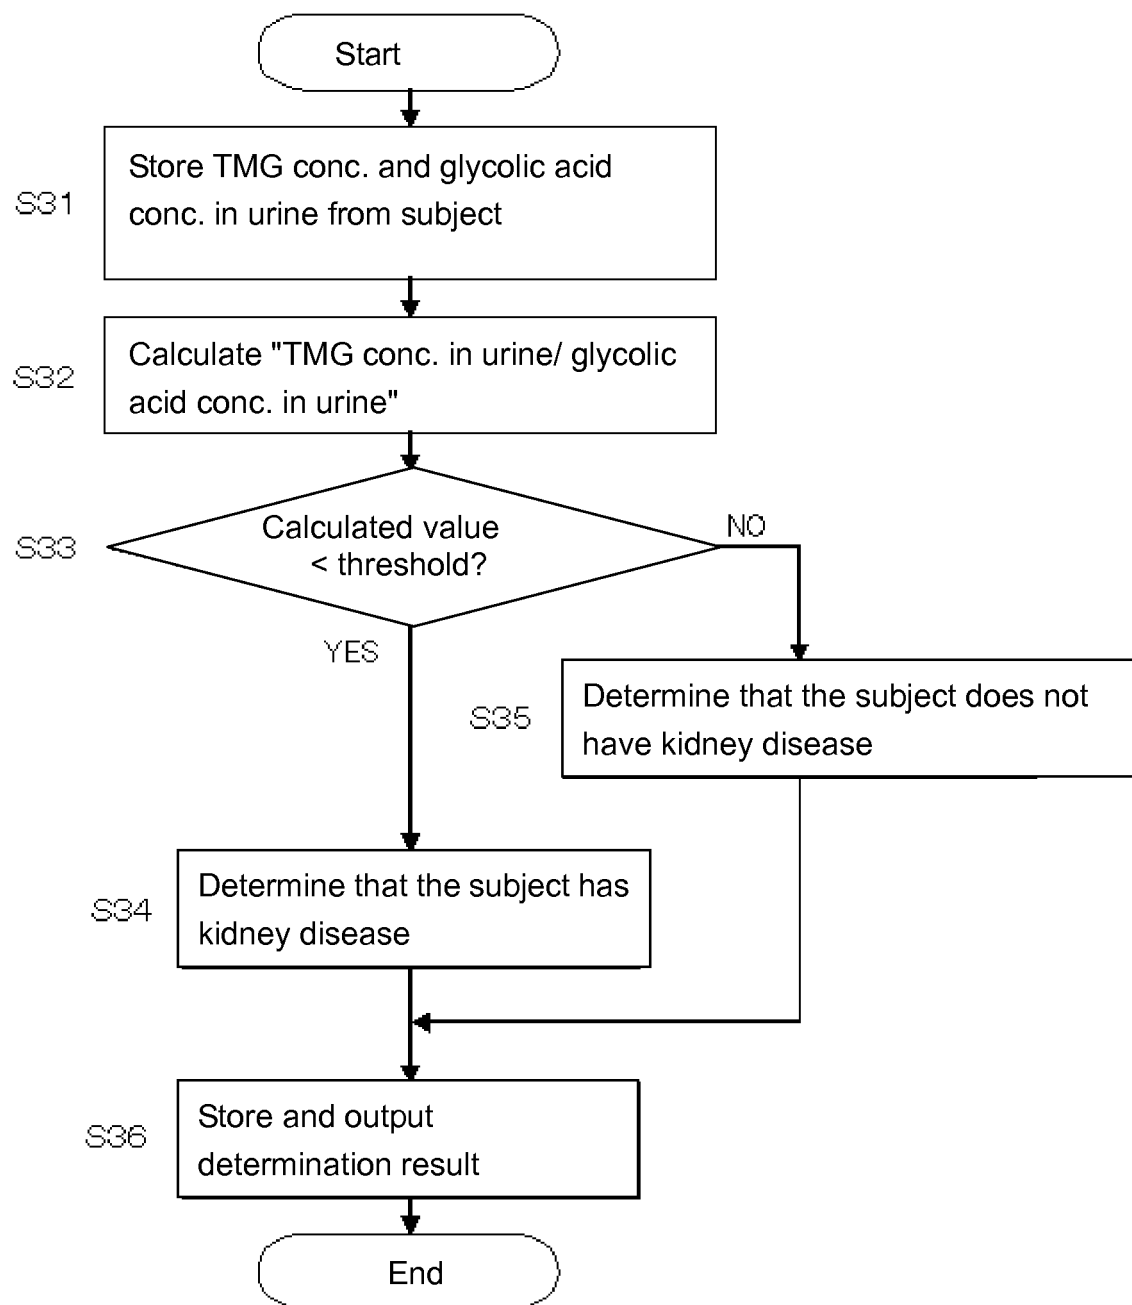 Start
S31
Store TMG conc. and glycolic acid
conc. in urine from subject
S32
Calculate "TMG conc. in urine/ glycolic
acid conc. in urine"
S33
Calculated value
< threshold?
NO
YES
S35
Determine that the subject does not
have kidney disease
S34
Determine that the subject has
kidney disease
S36
Store and output
determination result
End